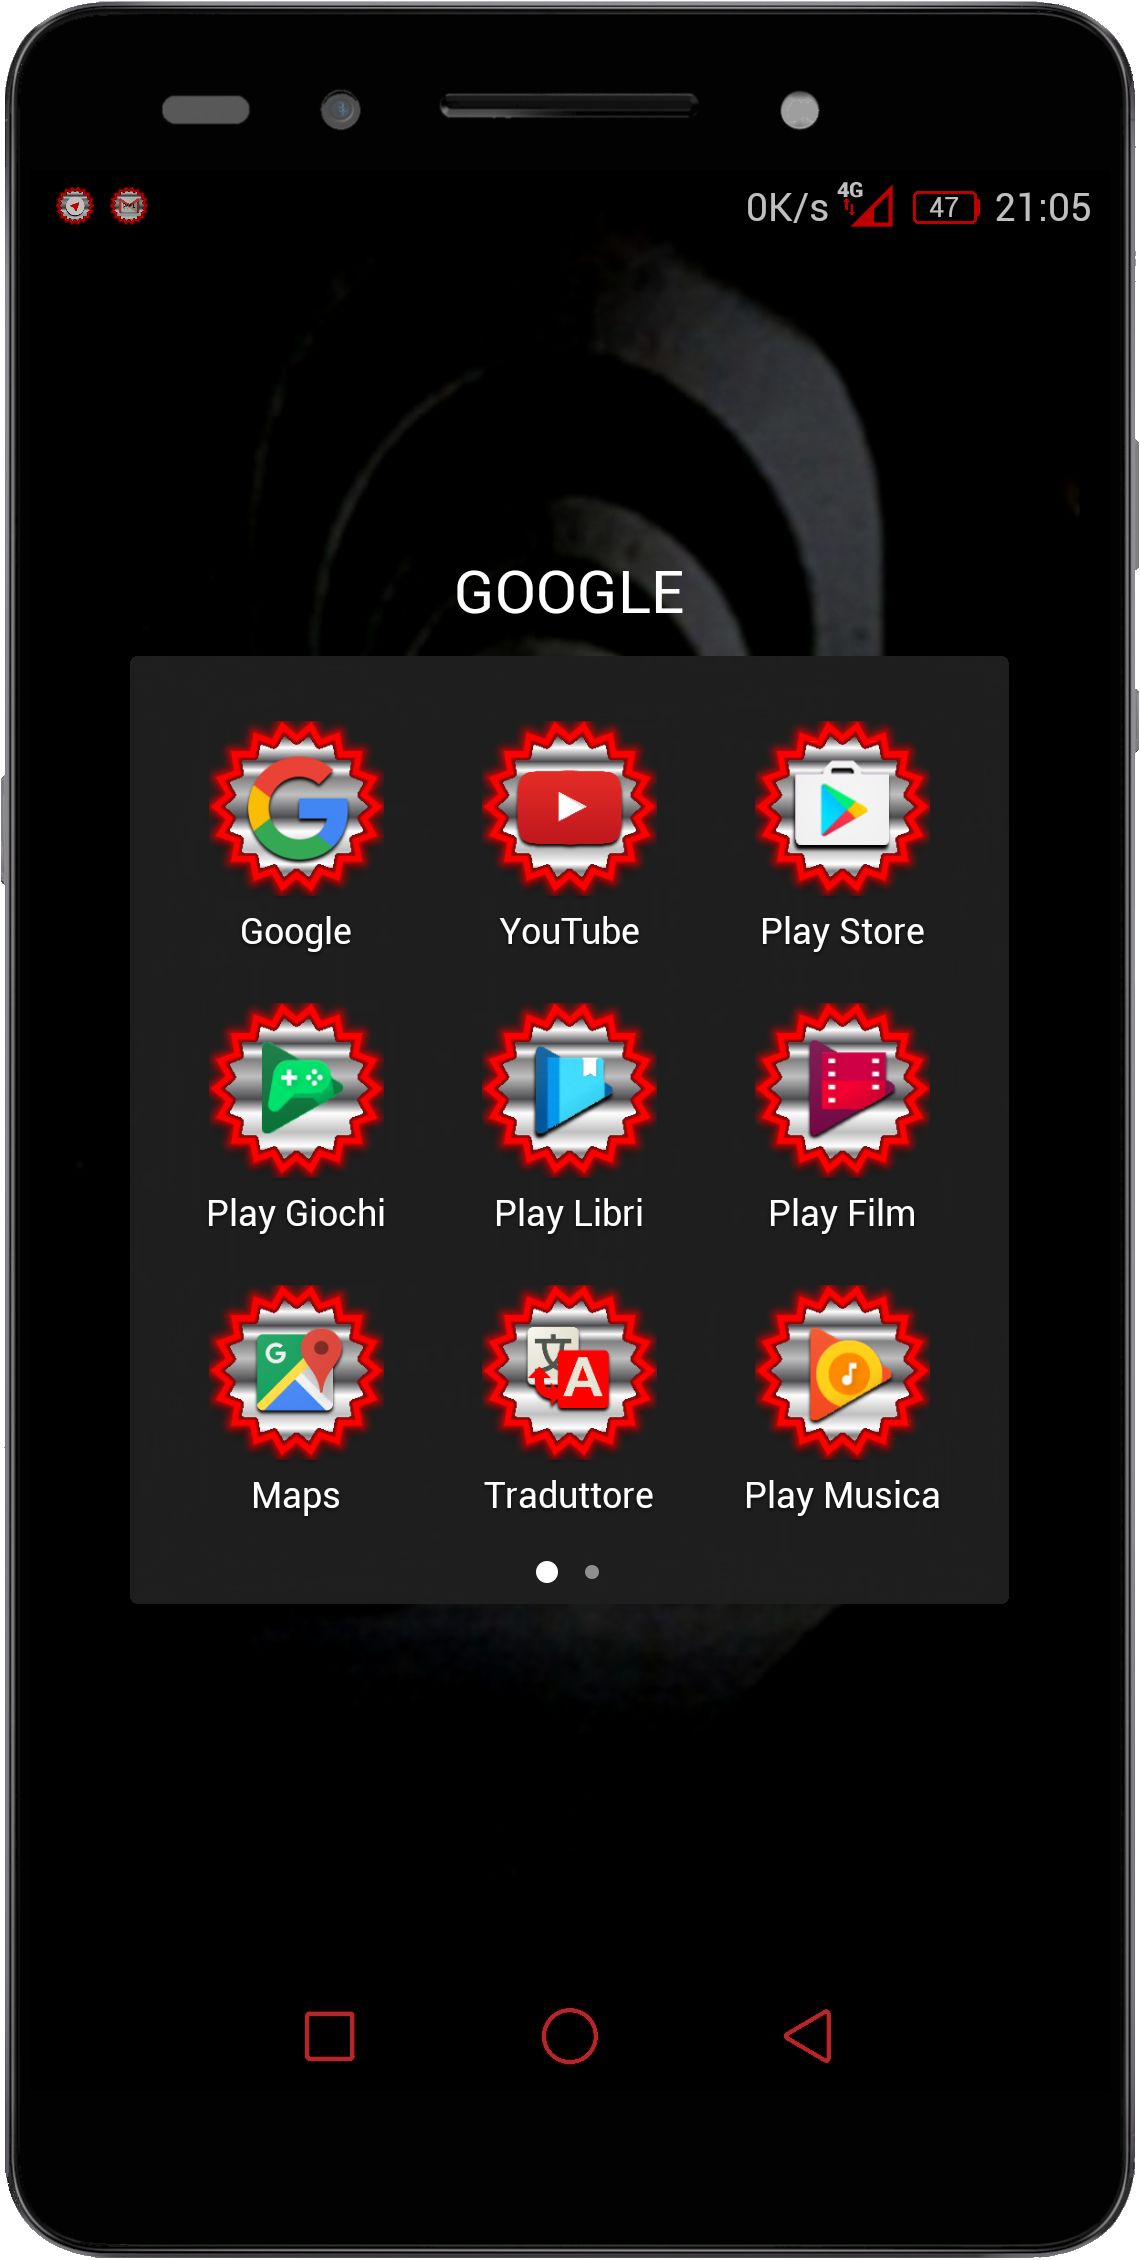 0K/s 4G 47 21:05
GOOGLE
Google YouTube Play Store
Play Giochi Play Libri Play Film
G
文 A
Maps Traduttore Play Musica